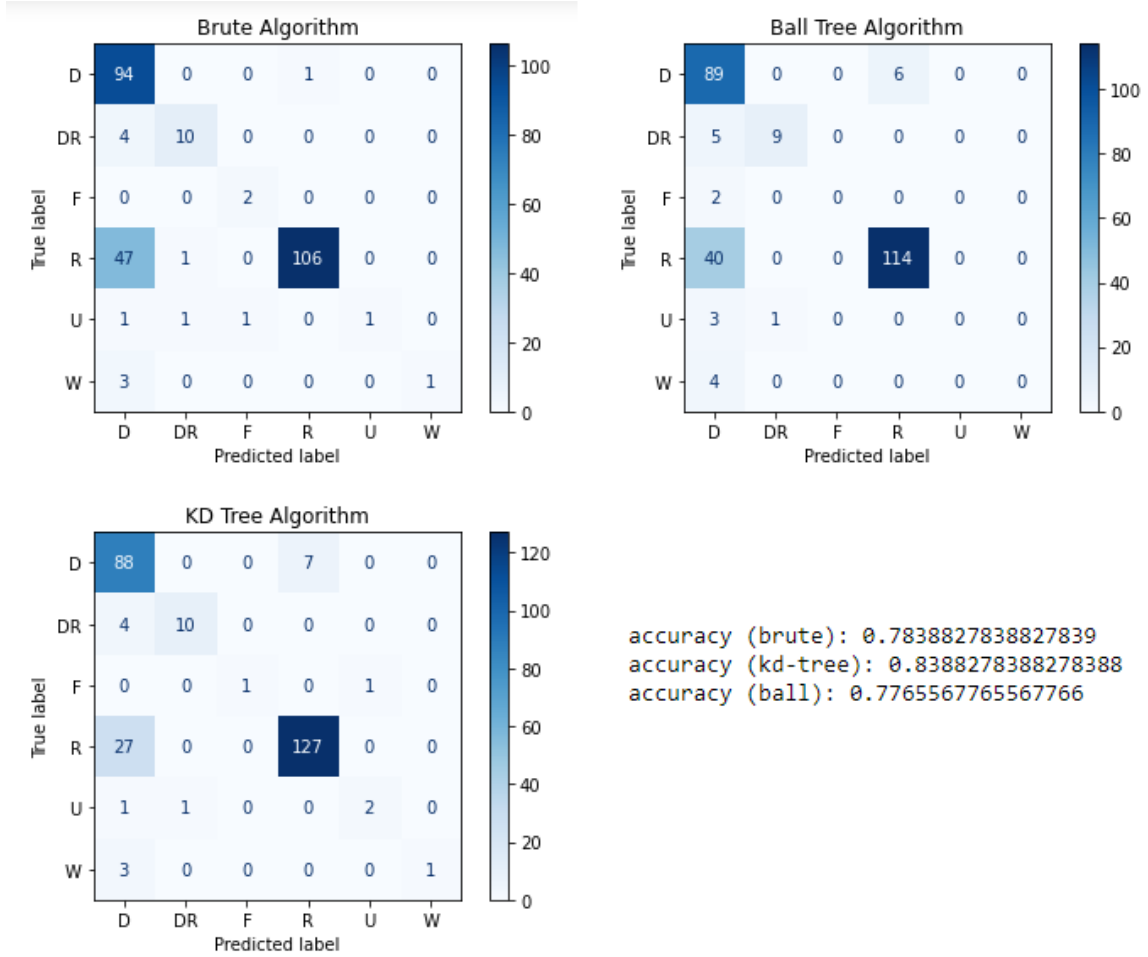 Brute Algorithm
D 94 0 0 1 0 0
DR 4 10 0 0 0 0
F 0 0 2 0 0 0
R 47 1 0 106 0 0
U 1 1 1 0 1 0
W 3 0 0 0 0 1
D DR F R U W
Predicted label
True label
100
80
60
40
20
0
Ball Tree Algorithm
D 89 0 0 6 0 0
DR 5 9 0 0 0 0
F 2 0 0 0 0 0
R 40 0 0 114 0 0
U 3 1 0 0 0 0
W 4 0 0 0 0 0
D DR F R U W
Predicted label
True label
100
80
60
40
20
0
KD Tree Algorithm
D 88 0 0 7 0 0
DR 4 10 0 0 0 0
F 0 0 1 0 1 0
R 27 0 0 127 0 0
U 1 1 0 0 2 0
W 3 0 0 0 0 1
D DR F R U W
Predicted label
True label
120
100
80
60
40
20
0
accuracy (brute): 0.7838827838827839
accuracy (kd-tree): 0.8388278388278388
accuracy (ball): 0.7765567765567766